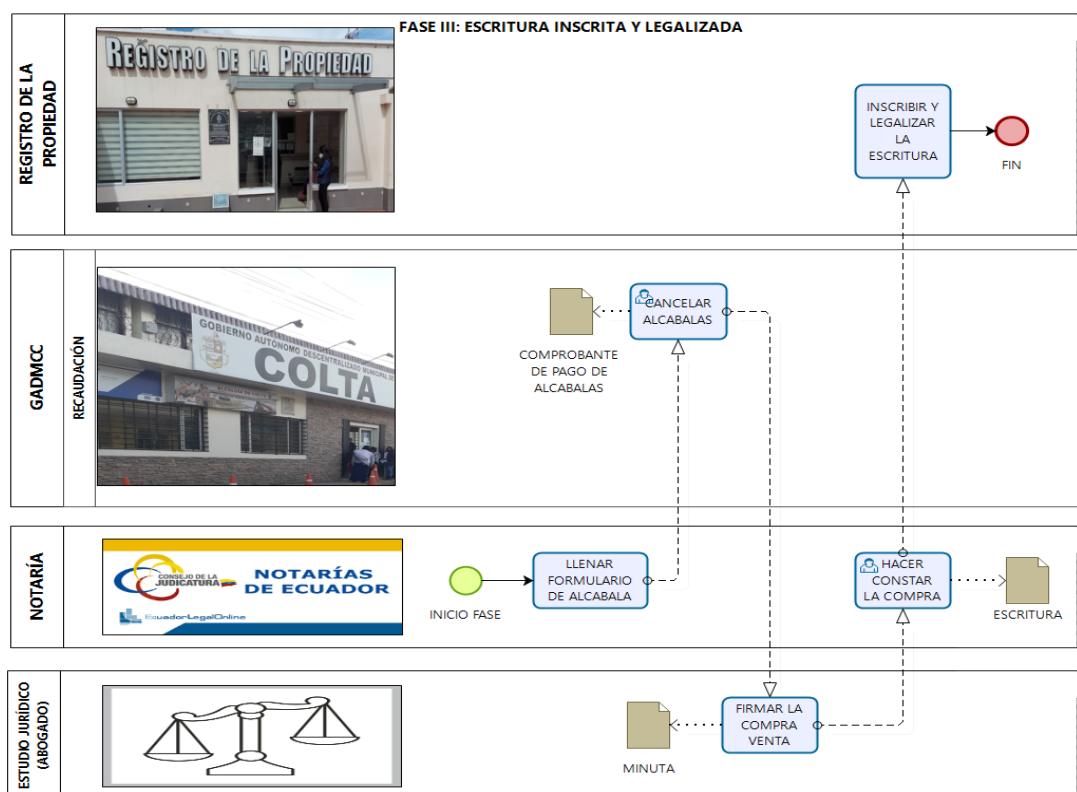 FASE III: ESCRITURA INSCRITA Y LEGALIZADA
REGISTRO DE LA
PROPIEDAD
REGISTRO DE LA PROPIEDAD
INSCRIBIR Y
LEGALIZAR
LA
ESCRITURA
FIN
GADMCC
RECAUDACIÓN
GOBIERNO AUTÓNOMO DESCENTRALIZADO MUNICIPAL DE
COLTA
CANCELAR
ALCABALAS
COMPROBANTE
DE PAGO DE
ALCABALAS
NOTARÍA
CONSEJO DE LA
JUDICATURA
NOTARÍAS
DE ECUADOR
EcuadorLegalOnline
INICIO FASE
LLENAR
FORMULARIO
DE ALCABALA
HACER
CONSTAR
LA COMPRA
ESCRITURA
ESTUDIO JURÍDICO
(ABOGADO)
MINUTA
FIRMAR LA
COMPRA
VENTA